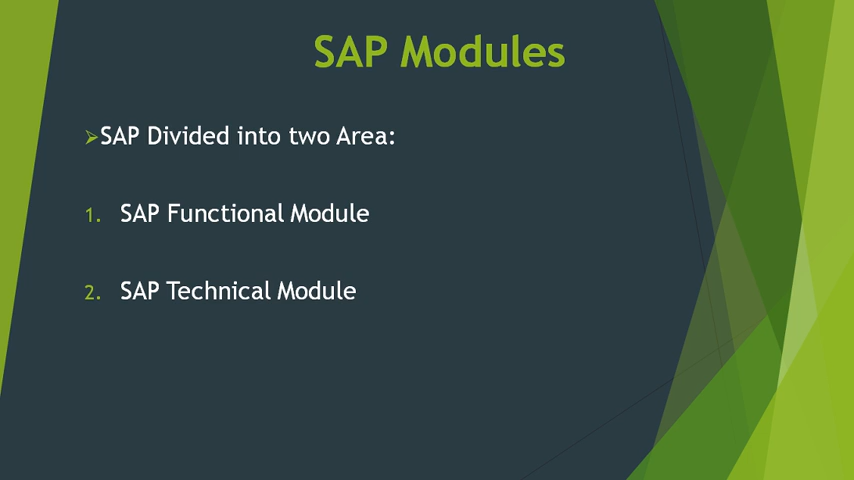 SAP Modules
➢SAP Divided into two Area:
1. SAP Functional Module
2. SAP Technical Module